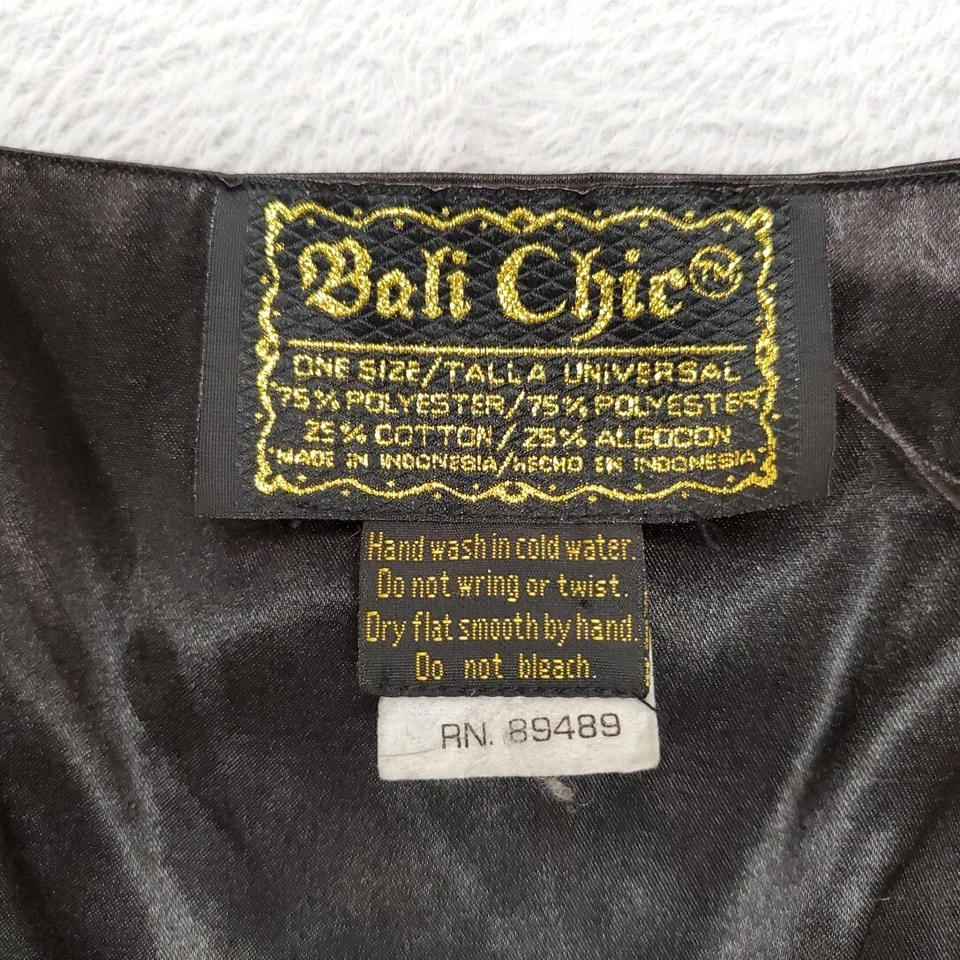 Bali Chic™
ONE SIZE/TALLA UNIVERSAL
75% POLYESTER/75% POLYESTER
25% COTTON/25% ALGODON
MADE IN INDONESIA/HECHO EN INDONESIA
Hand wash in cold water.
Do not wring or twist.
Dry flat smooth by hand.
Do not bleach.
RN. 89489